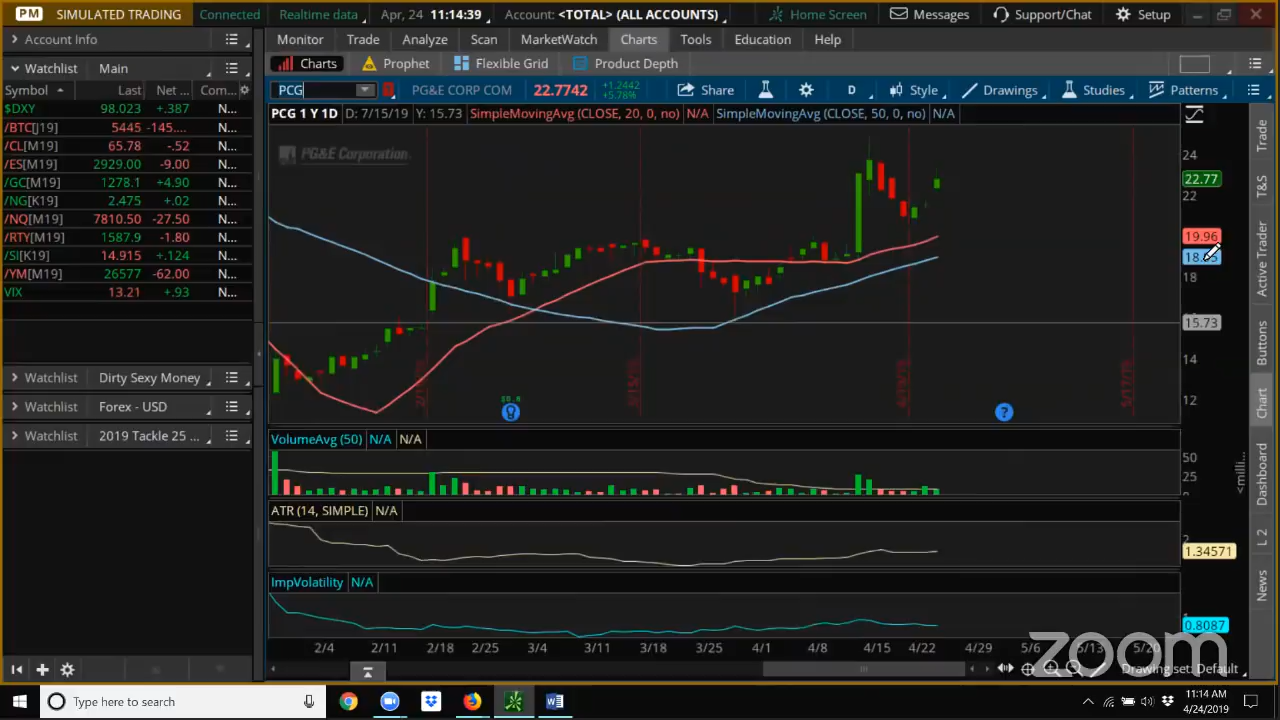 PM SIMULATED TRADING Connected Realtime data Apr, 24 11:14:39 Account: <TOTAL> (ALL ACCOUNTS) Home Screen Messages Support/Chat Setup
Account Info
Monitor Trade Analyze Scan MarketWatch Charts Tools Education Help
Watchlist Main
Charts Prophet Flexible Grid Product Depth
Symbol Last Net ... Com...
PCG PG&E CORP COM 22.7742 +1.2442 +5.78% Share D Style Drawings Studies Patterns
$DXY 98.023 +.387
/BTC[J19] 5445 -145.... N...
/CL[M19] 65.78 -.52 N...
/ES[M19] 2929.00 -9.00 N...
/GC[M19] 1278.1 +4.90 N...
/NG[K19] 2.475 +.02 N...
/NQ[M19] 7810.50 -27.50 N...
/RTY[M19] 1587.9 -1.80 N...
/SI[K19] 14.915 +.124 N...
/YM[M19] 26577 -62.00 N...
VIX 13.21 +.93 N...
Watchlist Dirty Sexy Money
Watchlist Forex - USD
Watchlist 2019 Tackle 25 ...
PCG 1 Y 1D D: 7/15/19 Y: 15.73 SimpleMovingAvg (CLOSE, 20, 0, no) N/A SimpleMovingAvg (CLOSE, 50, 0, no) N/A
PG&E Corporation
24
22.77
22
19.96
18
15.73
14
12
VolumeAvg (50) N/A N/A
50
25
<milli...
ATR (14, SIMPLE) N/A
2
1.34571
ImpVolatility N/A
0.8087
2/4 2/11 2/18 2/25 3/4 3/11 3/18 3/25 4/1 4/8 4/15 4/22 4/29 5/6 5/13 5/20
Drawing set: Default
zoom
Trade
T&S
Active Trader
Buttons
Chart
Dashboard
L 2
News
Type here to search
11:14 AM
4/24/2019